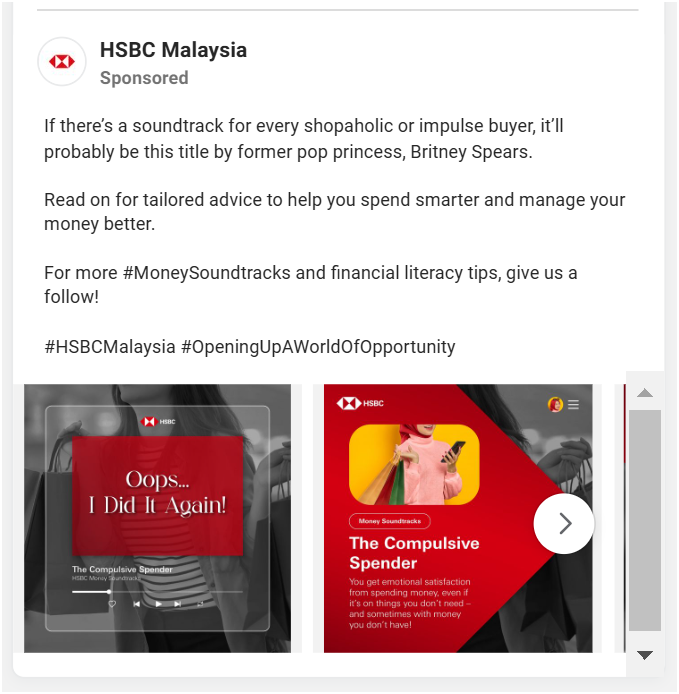 HSBC Malaysia
Sponsored
If there’s a soundtrack for every shopaholic or impulse buyer, it’ll
probably be this title by former pop princess, Britney Spears.
Read on for tailored advice to help you spend smarter and manage your
money better.
For more #MoneySoundtracks and financial literacy tips, give us a
follow!
#HSBCMalaysia #OpeningUpAWorldOfOpportunity
HSBC
Oops...
I Did It Again!
The Compulsive Spender
HSBC Money Soundtracks
HSBC
Money Soundtracks
The Compulsive
Spender
You get emotional satisfaction
from spending money, even if
it's on things you don't need –
and sometimes with money
you don't have!